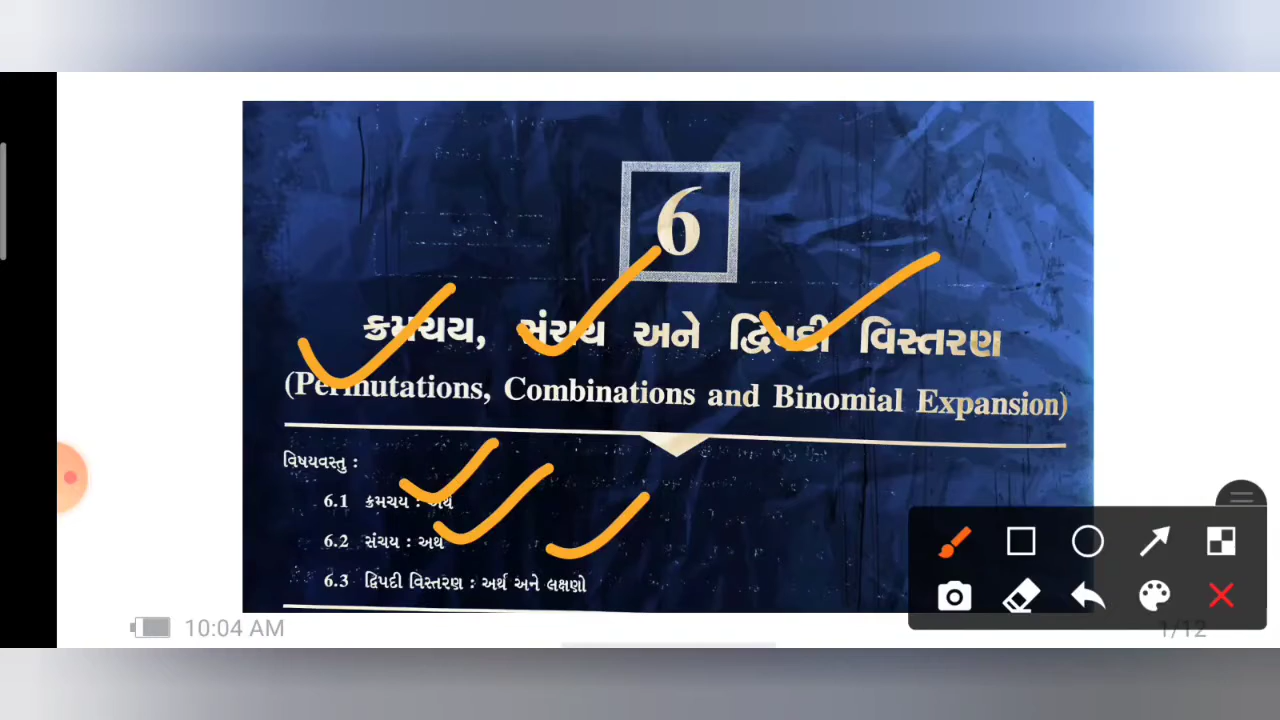 6
ક્રમચય, સંચય અને દ્વિપદી વિસ્તરણ
(Permutations, Combinations and Binomial Expansion)
વિષયવસ્તુ :
6.1 ક્રમચય : અર્થ
6.2 સંચય : અર્થ
6.3 દ્વિપદી વિસ્તરણ : અર્થ અને લક્ષણો
10:04 AM
1/12